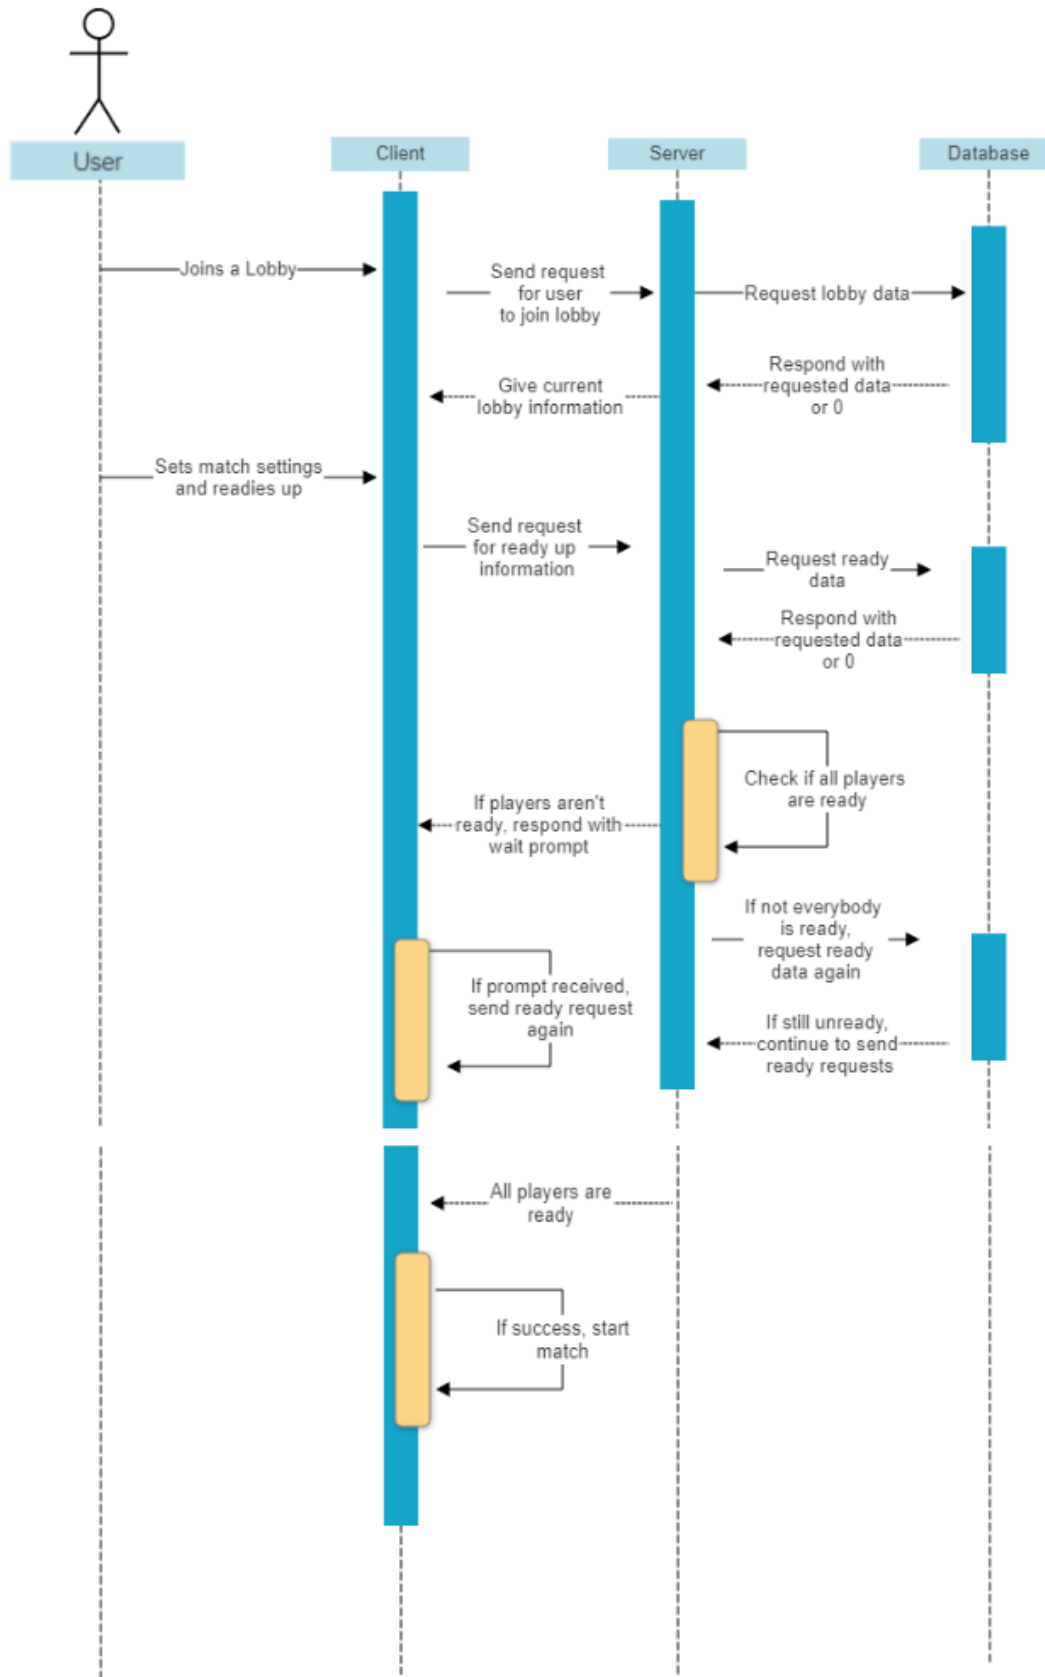 User
Client
Server
Database
Joins a Lobby
Send request
for user
to join lobby
Request lobby data
Respond with
requested data
or 0
Give current
lobby information
Sets match settings
and readies up
Send request
for ready up
information
Request ready
data
Respond with
requested data
or 0
Check if all players
are ready
If players aren't
ready, respond with
wait prompt
If not everybody
is ready,
request ready
data again
If prompt received,
send ready request
again
If still unready,
continue to send
ready requests
All players are
ready
If success, start
match